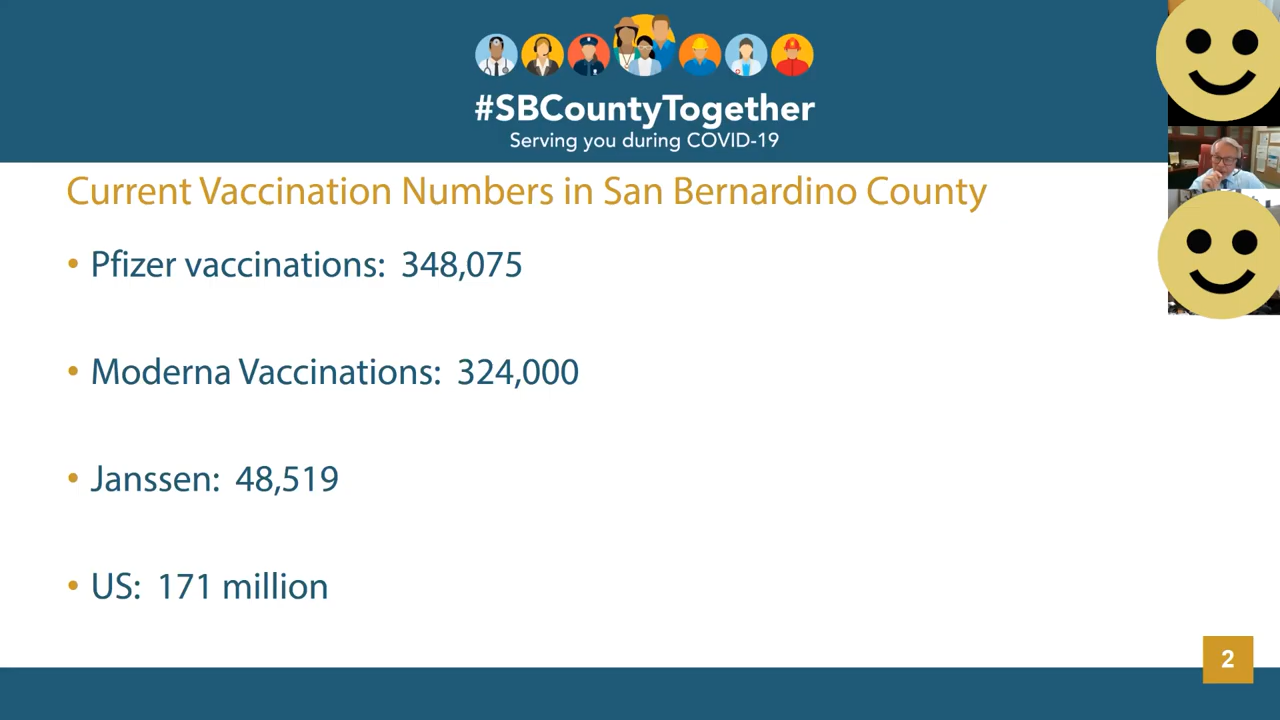 #SBCountyTogether
Serving you during COVID-19
Current Vaccination Numbers in San Bernardino County
• Pfizer vaccinations: 348,075
• Moderna Vaccinations: 324,000
• Janssen: 48,519
• US: 171 million
2